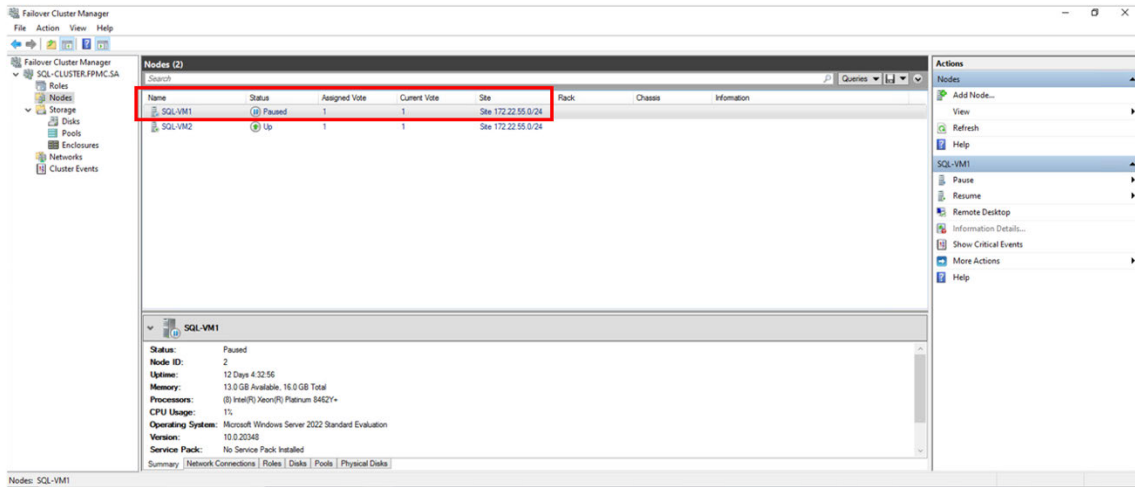 Failover Cluster Manager
File Action View Help
Failover Cluster Manager
SQL-CLUSTER.FPMC.SA
Roles
Nodes
Storage
Disks
Pools
Enclosures
Networks
Cluster Events
Nodes (2)
Search
Queries
Name Status Assigned Vote Current Vote Site Rack Chassis Information
SQL-VM1 Paused 1 1 Site 172.22.55.0/24
SQL-VM2 Up 1 1 Site 172.22.55.0/24
SQL-VM1
Status: Paused
Node ID: 2
Uptime: 12 Days 4:32:56
Memory: 13.0 GB Available, 16.0 GB Total
Processors: (8) Intel(R) Xeon(R) Platinum 8462Y+
CPU Usage: 1%
Operating System: Microsoft Windows Server 2022 Standard Evaluation
Version: 10.0.20348
Service Pack: No Service Pack Installed
Summary Network Connections Roles Disks Pools Physical Disks
Actions
Nodes
Add Node...
View
Refresh
Help
SQL-VM1
Pause
Resume
Remote Desktop
Information Details...
Show Critical Events
More Actions
Help
Nodes: SQL-VM1